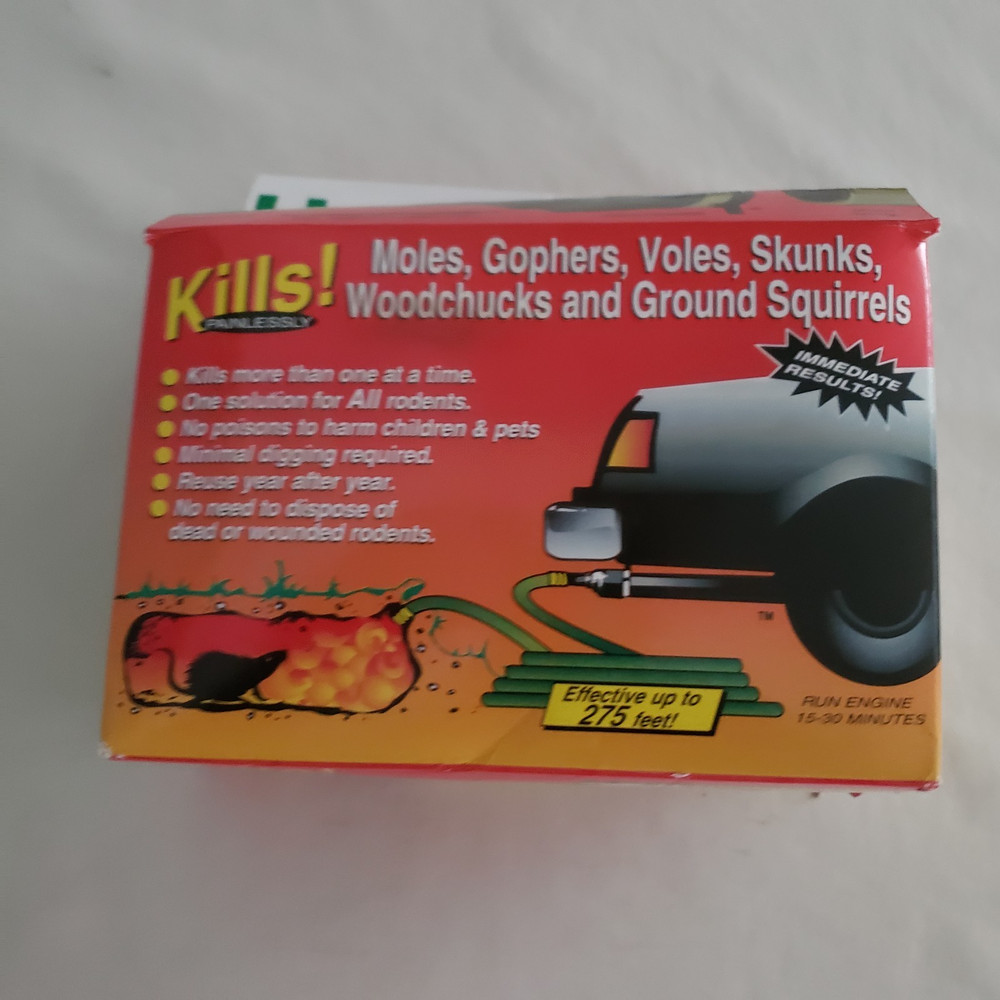 Kills!
PAINLESSLY
Moles, Gophers, Voles, Skunks,
Woodchucks and Ground Squirrels
IMMEDIATE
RESULTS!
Kills more than one at a time.
One solution for All rodents.
No poisons to harm children & pets
Minimal digging required.
Reuse year after year.
No need to dispose of
dead or wounded rodents.
TM
Effective up to
275 feet!
RUN ENGINE
15-30 MINUTES